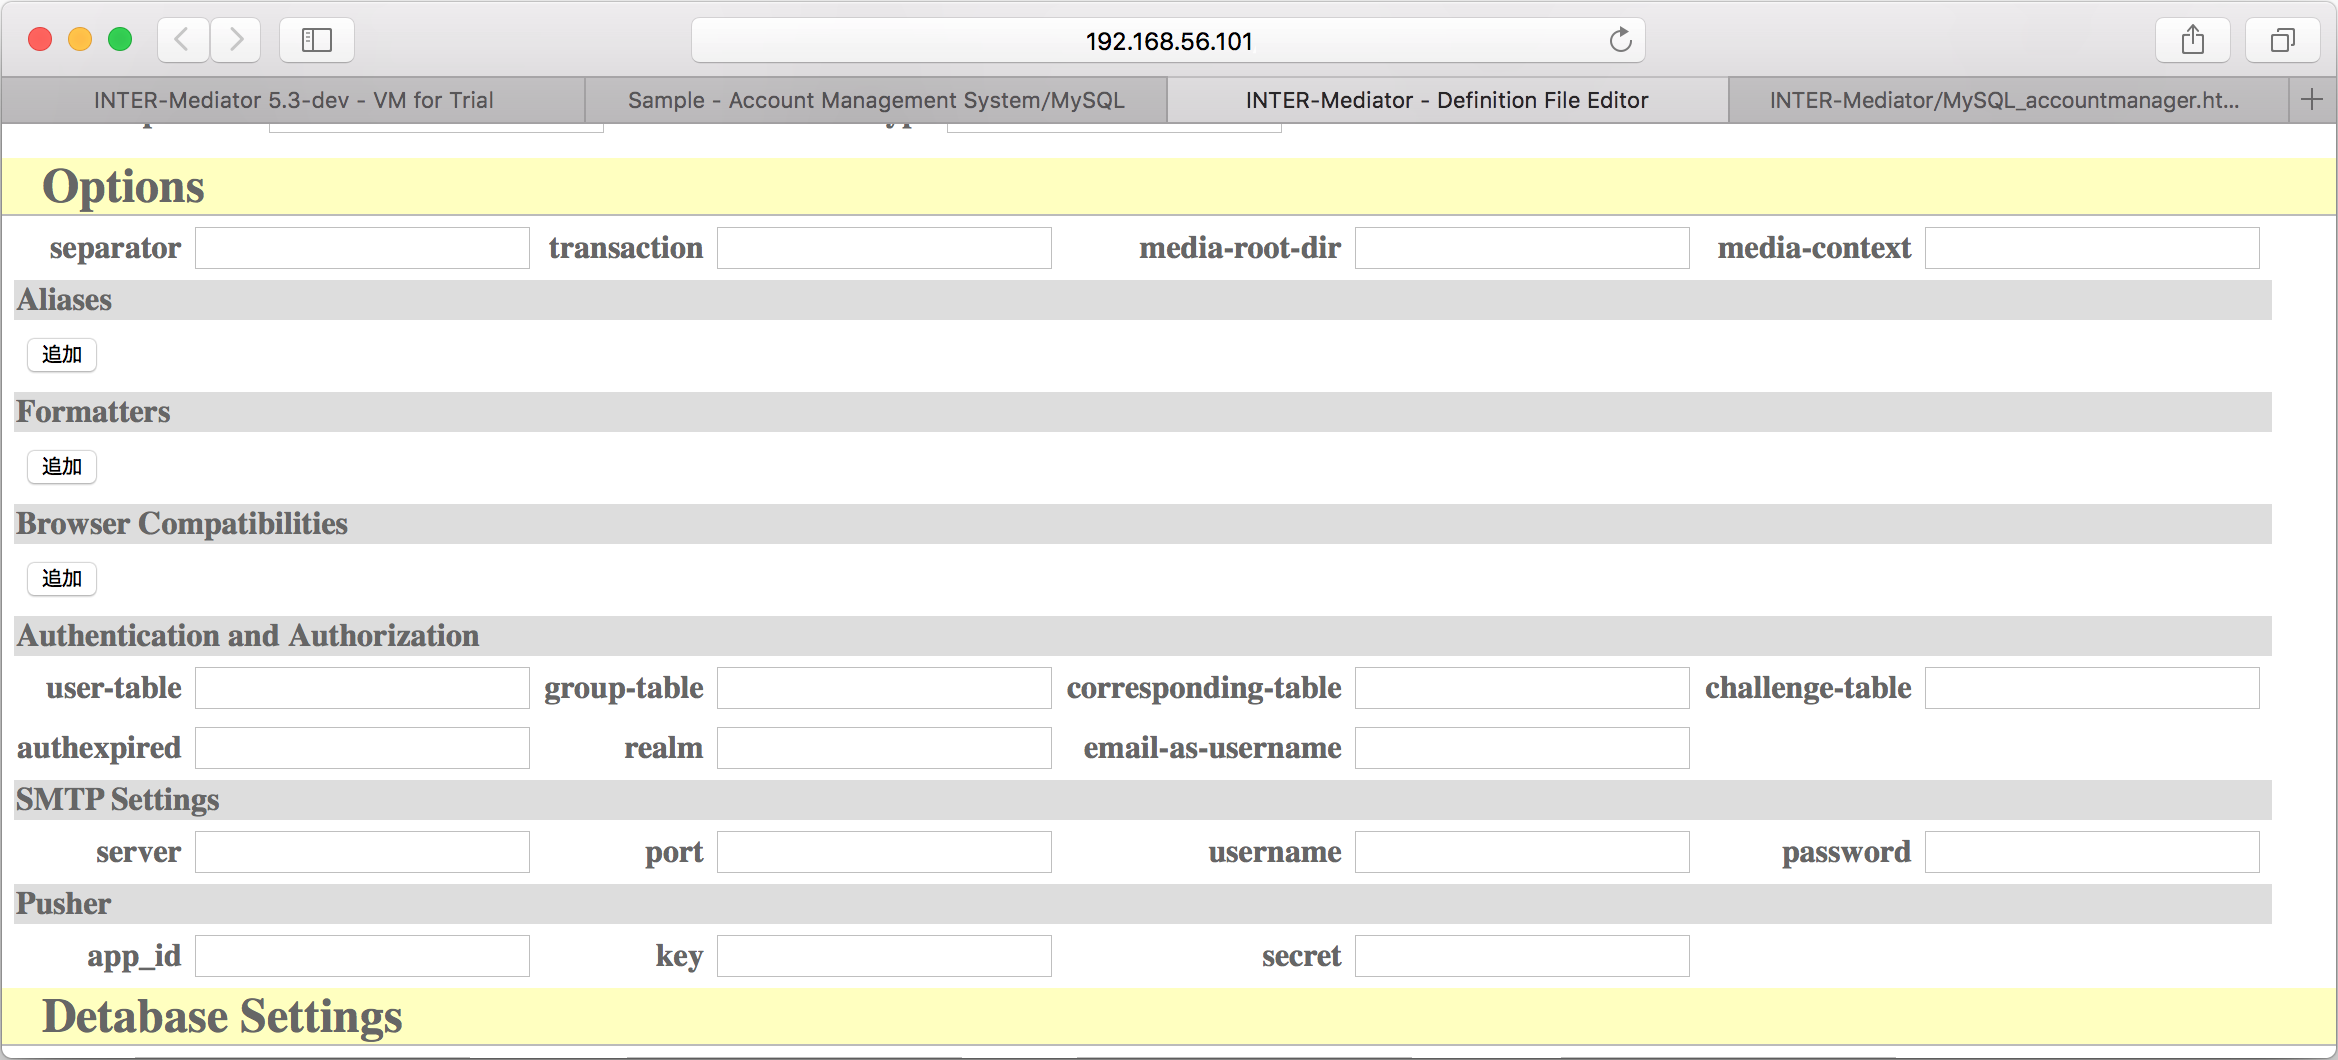 192.168.56.101
INTER-Mediator 5.3-dev - VM for Trial Sample - Account Management System/MySQL INTER-Mediator - Definition File Editor INTER-Mediator/MySQL_accountmanager.ht...
Options
separator transaction media-root-dir media-context
Aliases
追加
Formatters
追加
Browser Compatibilities
追加
Authentication and Authorization
user-table group-table corresponding-table challenge-table
authexpired realm email-as-username
SMTP Settings
server port username password
Pusher
app_id key secret
Detabase Settings